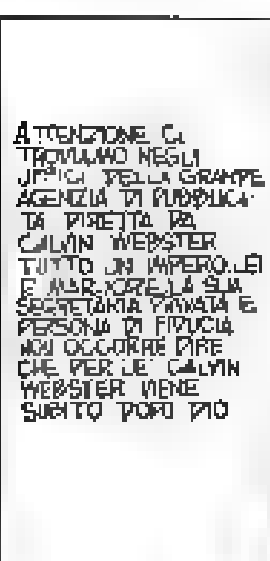 ATTENZIONE CI
TROVIAMO NEGLI
UFFICI DELLA GRANDE
AGENZIA DI PUBBLICI-
TA DIRETTA DA
CALVIN WEBSTER
TUTTO UN IMPERO. LEI
E MARJORIE, LA SUA
SEGRETARIA PRIVATA E
PERSONA DI FIDUCIA
NON OCCORRE DIRE
CHE PER LEI CALVIN
WEBSTER VIENE
SUBITO DOPO DIO